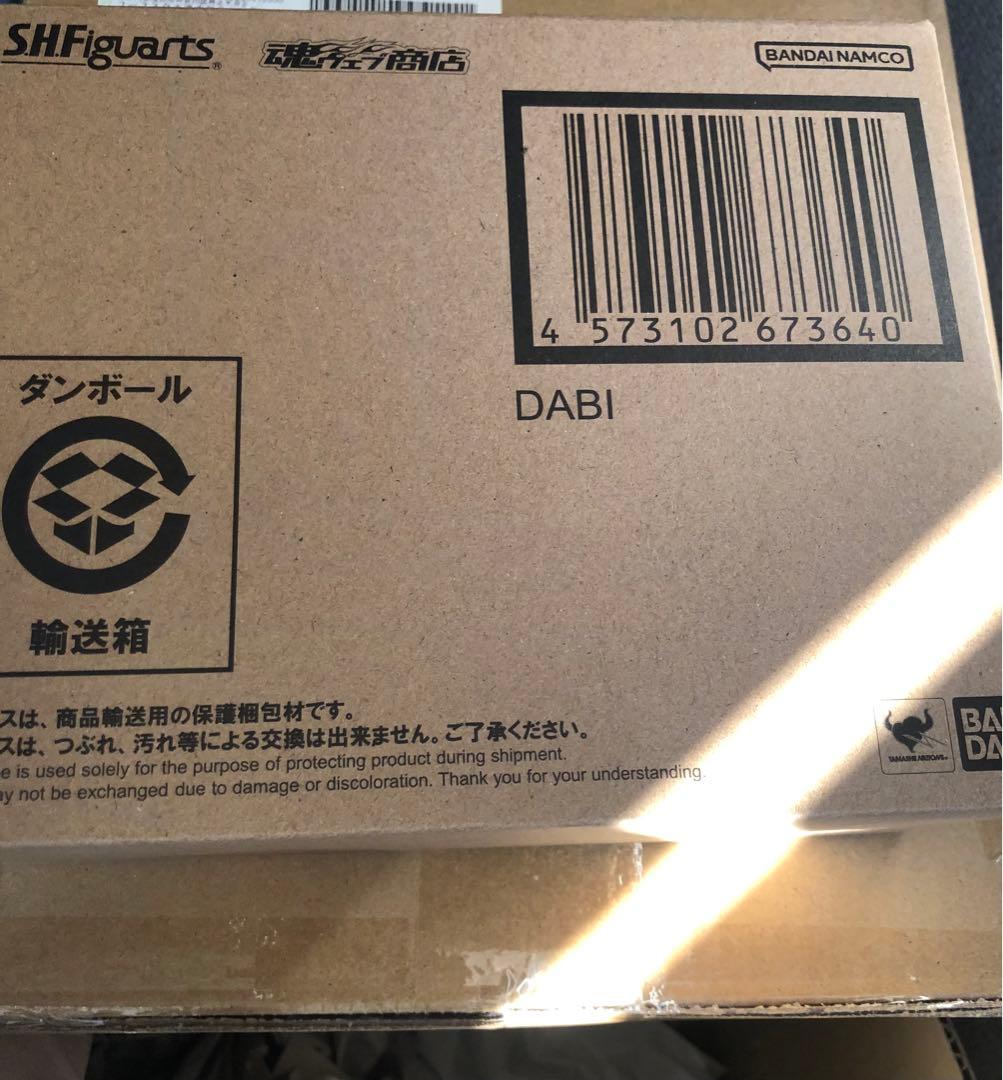 S.H.Figuarts®
魂ウェブ商店
BANDAI NAMCO
4 573102 673640
DABI
ダンボール
輸送箱
スは、商品輸送用の保護梱包材です。
スは、つぶれ、汚れ等による交換は出来ません。ご了承ください。
e is used solely for the purpose of protecting product during shipment.
ay not be exchanged due to damage or discoloration. Thank you for your understanding.
TAMASHII NATIONS
BA
DA